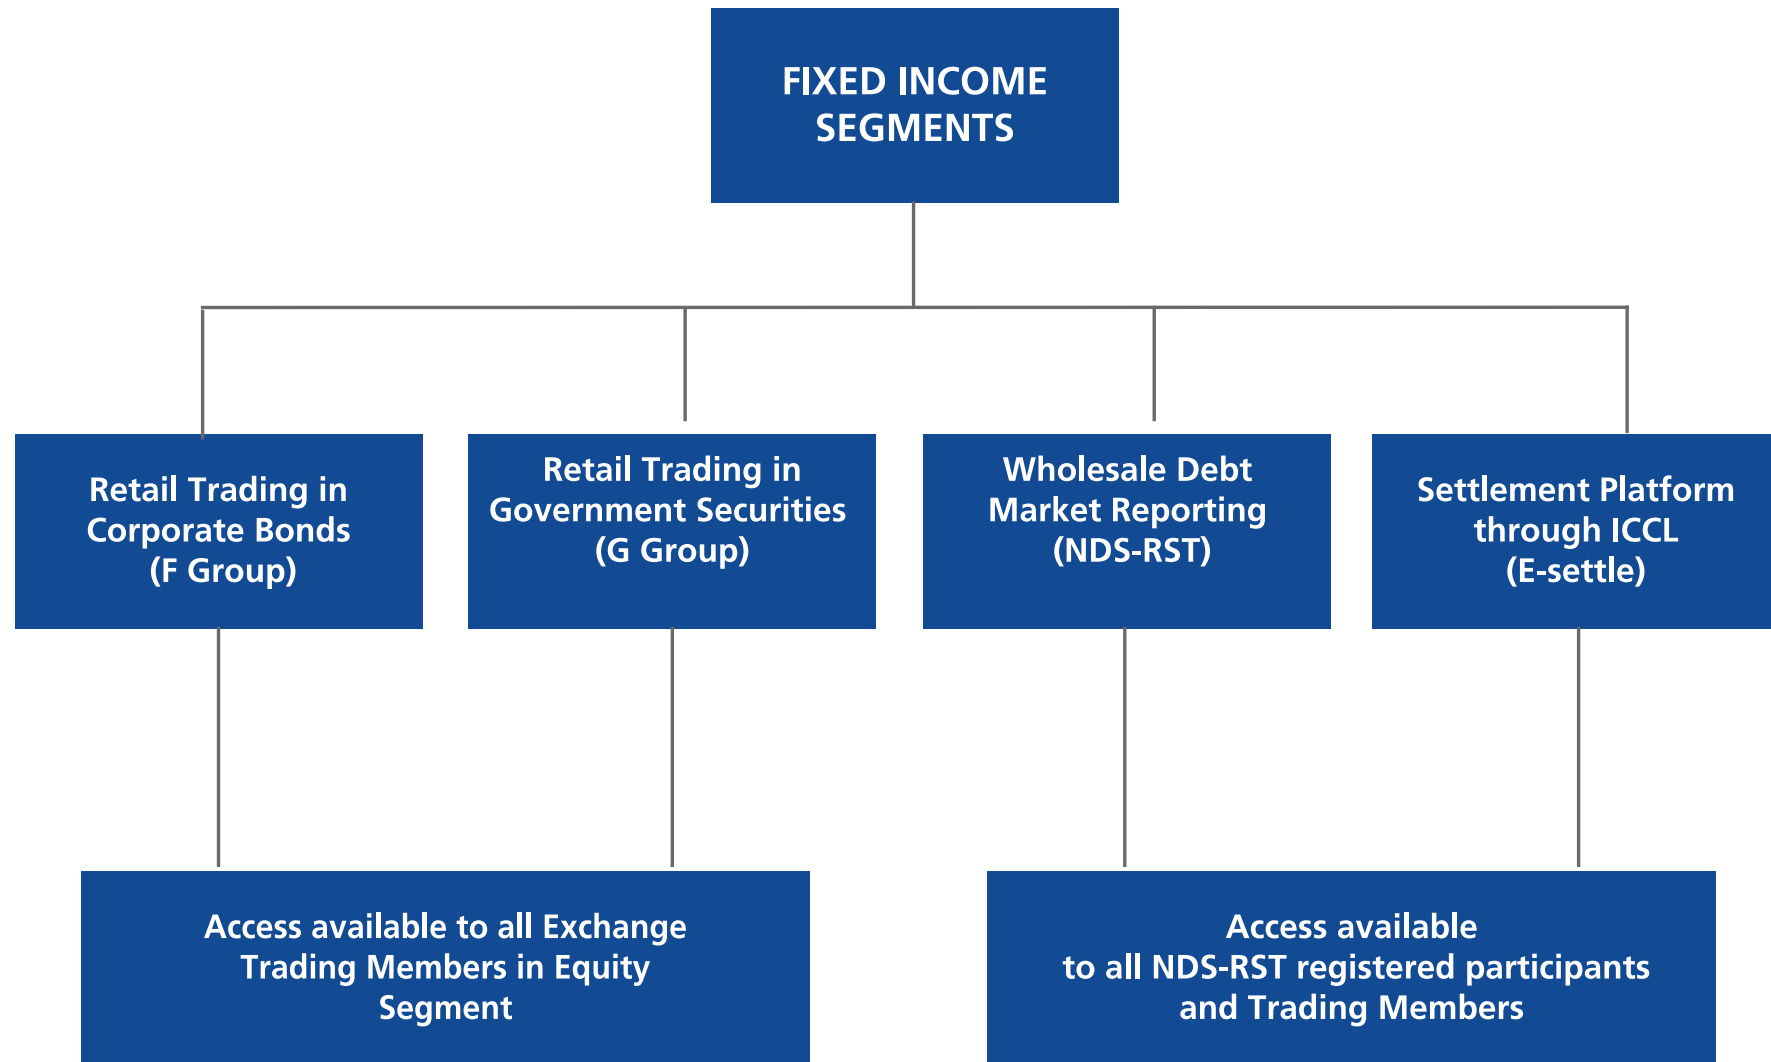 FIXED INCOME
SEGMENTS
Retail Trading in
Corporate Bonds
(F Group)
Retail Trading in
Government Securities
(G Group)
Wholesale Debt
Market Reporting
(NDS-RST)
Settlement Platform
through ICCL
(E-settle)
Access available to all Exchange
Trading Members in Equity
Segment
Access available
to all NDS-RST registered participants
and Trading Members